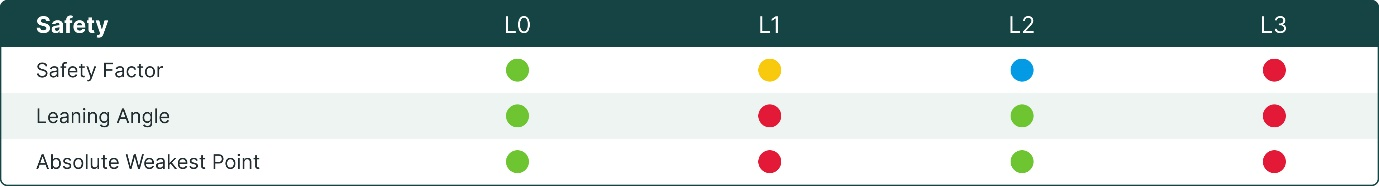 Safety L0 L1 L2 L3
Safety Factor
Leaning Angle
Absolute Weakest Point